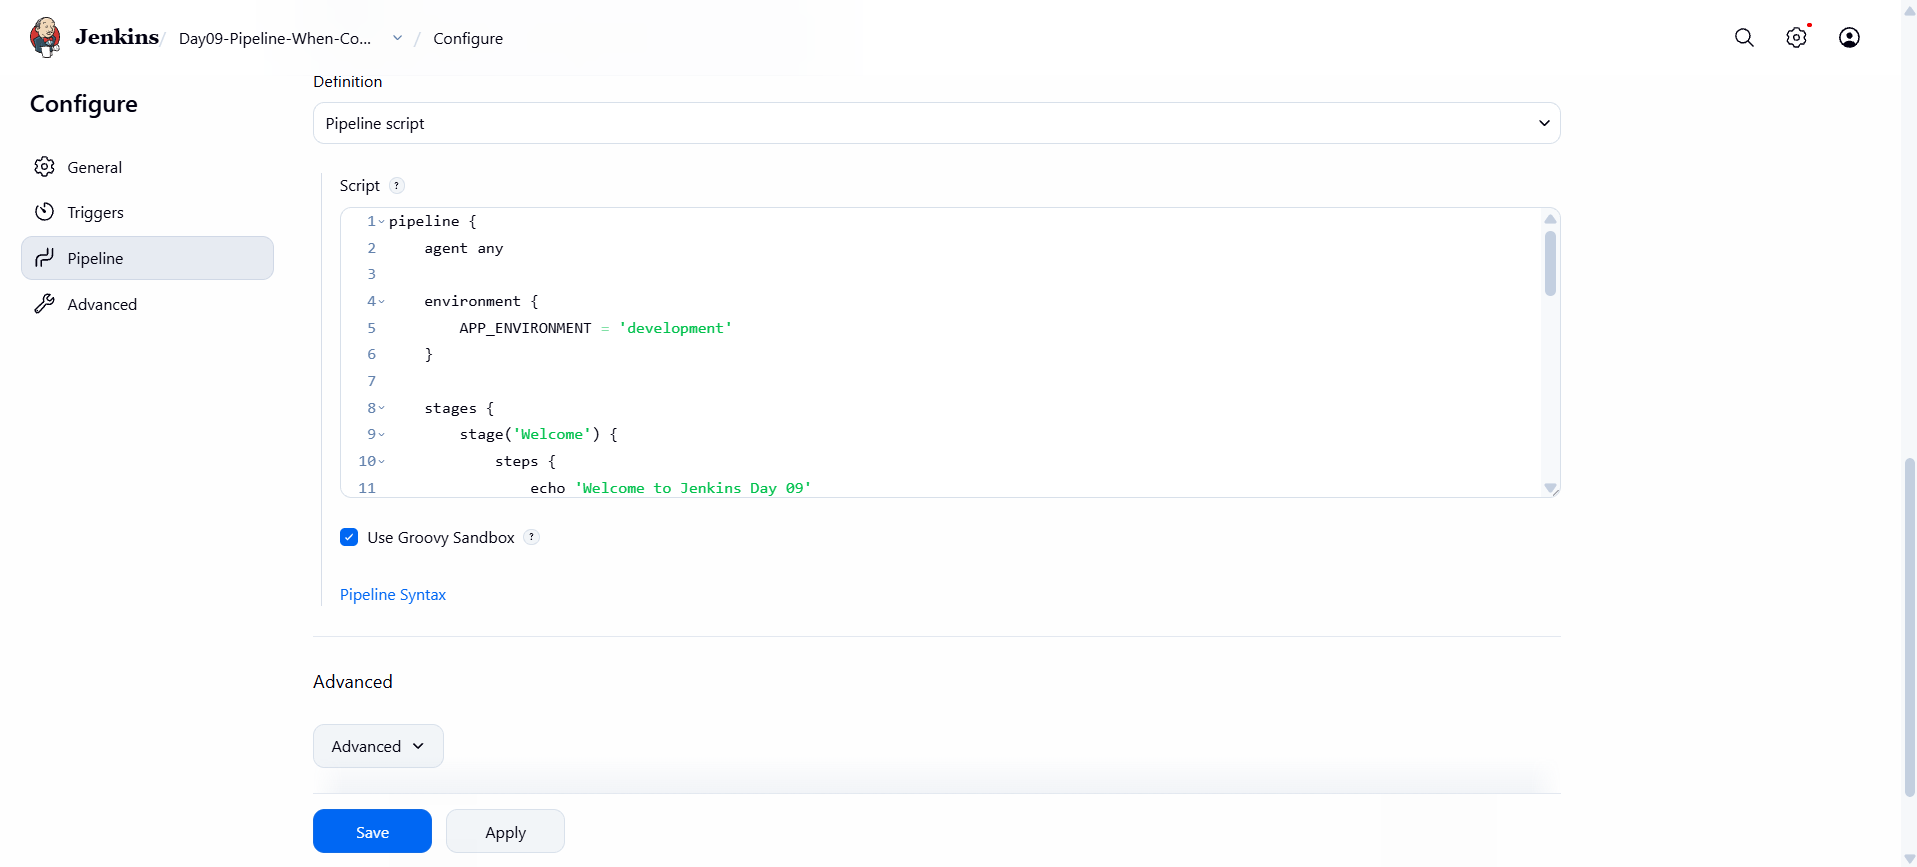 Jenkins / Day09-Pipeline-When-Co... / Configure
Configure
General
Triggers
Pipeline
Advanced
Definition
Pipeline script
Script ?
1 pipeline {
2     agent any
3
4     environment {
5         APP_ENVIRONMENT = 'development'
6     }
7
8     stages {
9         stage('Welcome') {
10             steps {
11                 echo 'Welcome to Jenkins Day 09'
Use Groovy Sandbox ?
Pipeline Syntax
Advanced
Advanced
Save Apply